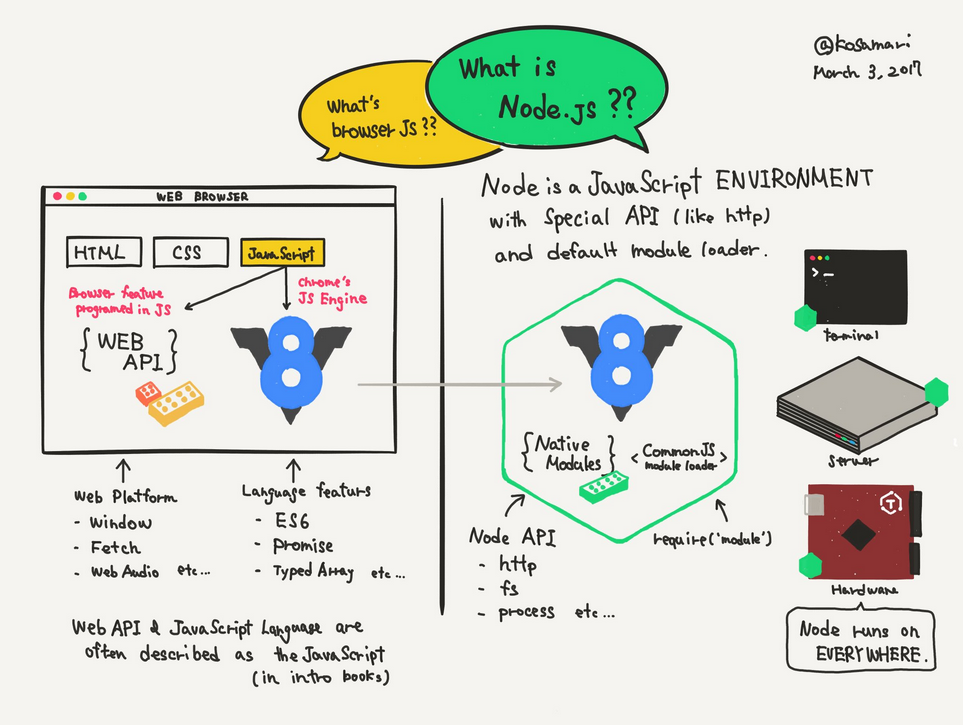 @kosamari
March 3, 2017
What's
browser Js ??
What is
Node.js ??
WEB BROWSER
HTML
CSS
JavaScript
Browser feature
programed in JS
Chrome's
JS Engine
{WEB
API}
8
Web Platform
- Window
- Fetch
- Web Audio etc...
Language featurs
- ES6
- Promise
- Typed Array etc...
Web API & JavaScript Language are
often described as the JavaScript
(in intro books)
Node is a JavaScript ENVIRONMENT
with Special API (like http)
and default module loader.
8
{Native
Modules}
<CommonJS
module loader>
Node API
- http
- fs
- process etc...
require('module')
>_
terminal
Server
T
Hardware
Node runs on
EVERYWHERE.